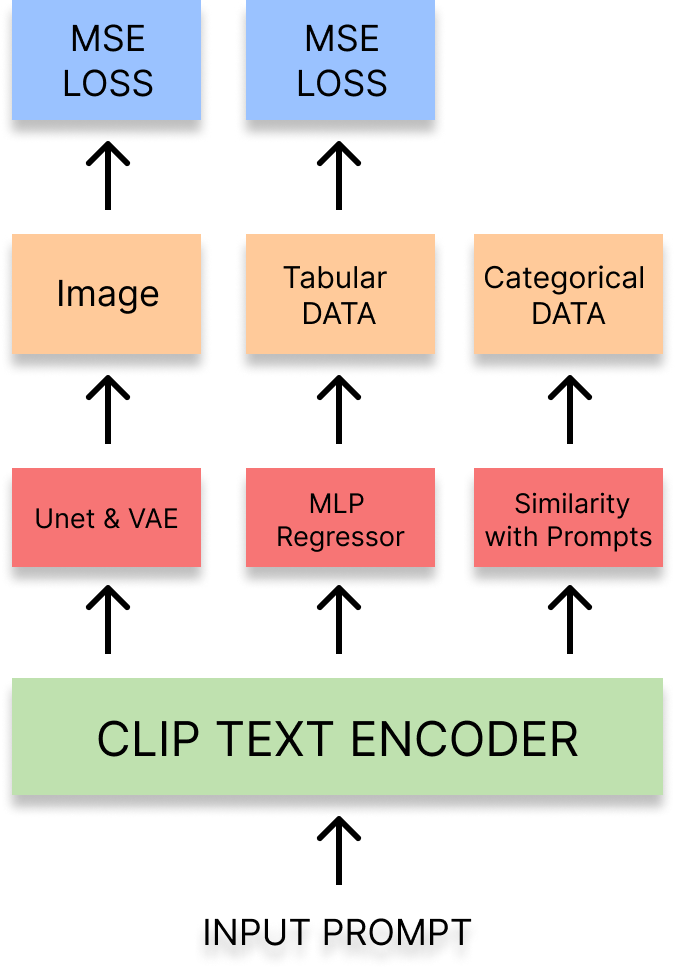 MSE
LOSS
MSE
LOSS
Image
Tabular
DATA
Categorical
DATA
Unet & VAE
MLP
Regressor
Similarity
with Prompts
CLIP TEXT ENCODER
INPUT PROMPT